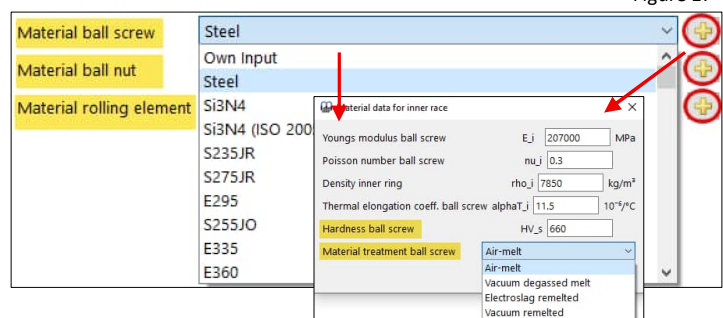 Material ball screw
Steel
Material ball nut
Own Input
Steel
Material rolling element
Si3N4
Si3N4 (ISO 200
S235JR
S275JR
E295
S255JO
E335
E360
Material data for inner race
Youngs modulus ball screw E_i 207000 MPa
Poisson number ball screw nu_i 0.3
Density inner ring rho_i 7850 kg/m³
Thermal elongation coeff. ball screw alphaT_i 11.5 10⁻⁶/°C
Hardness ball screw HV_s 660
Material treatment ball screw Air-melt
Air-melt
Vacuum degassed melt
Electroslag remelted
Vacuum remelted